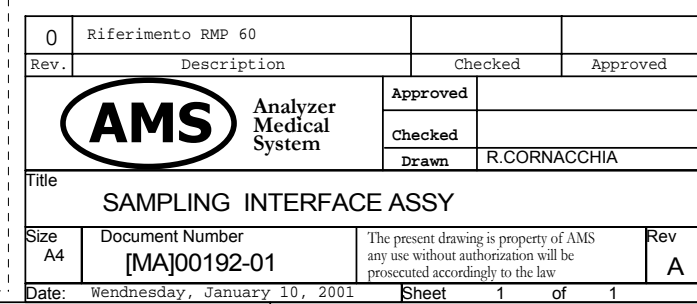 0 Riferimento RMP 60
Rev. Description Checked Approved
AMS Analyzer Medical System
Approved
Checked
Drawn R.CORNACCHIA
Title
SAMPLING INTERFACE ASSY
Size Document Number Rev
A4 [MA]00192-01 A
The present drawing is property of AMS
any use without authorization will be
prosecuted accordingly to the law
Date: Wendnesday, January 10, 2001 Sheet 1 of 1